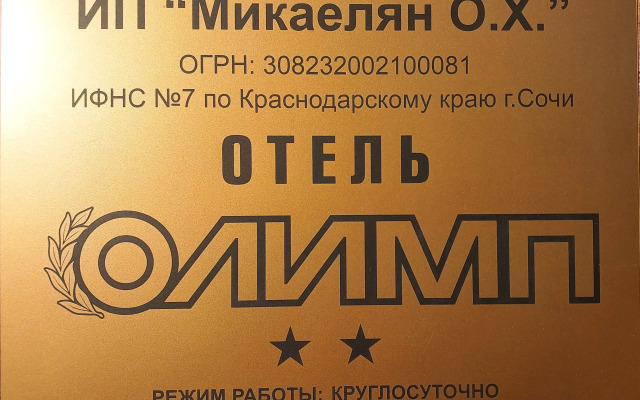 ИП “Микаелян О.Х.”
ОГРН: 308232002100081
ИФНС №7 по Краснодарскому краю г.Сочи
ОТЕЛЬ
ОЛИМП
РЕЖИМ РАБОТЫ: КРУГЛОСУТОЧНО